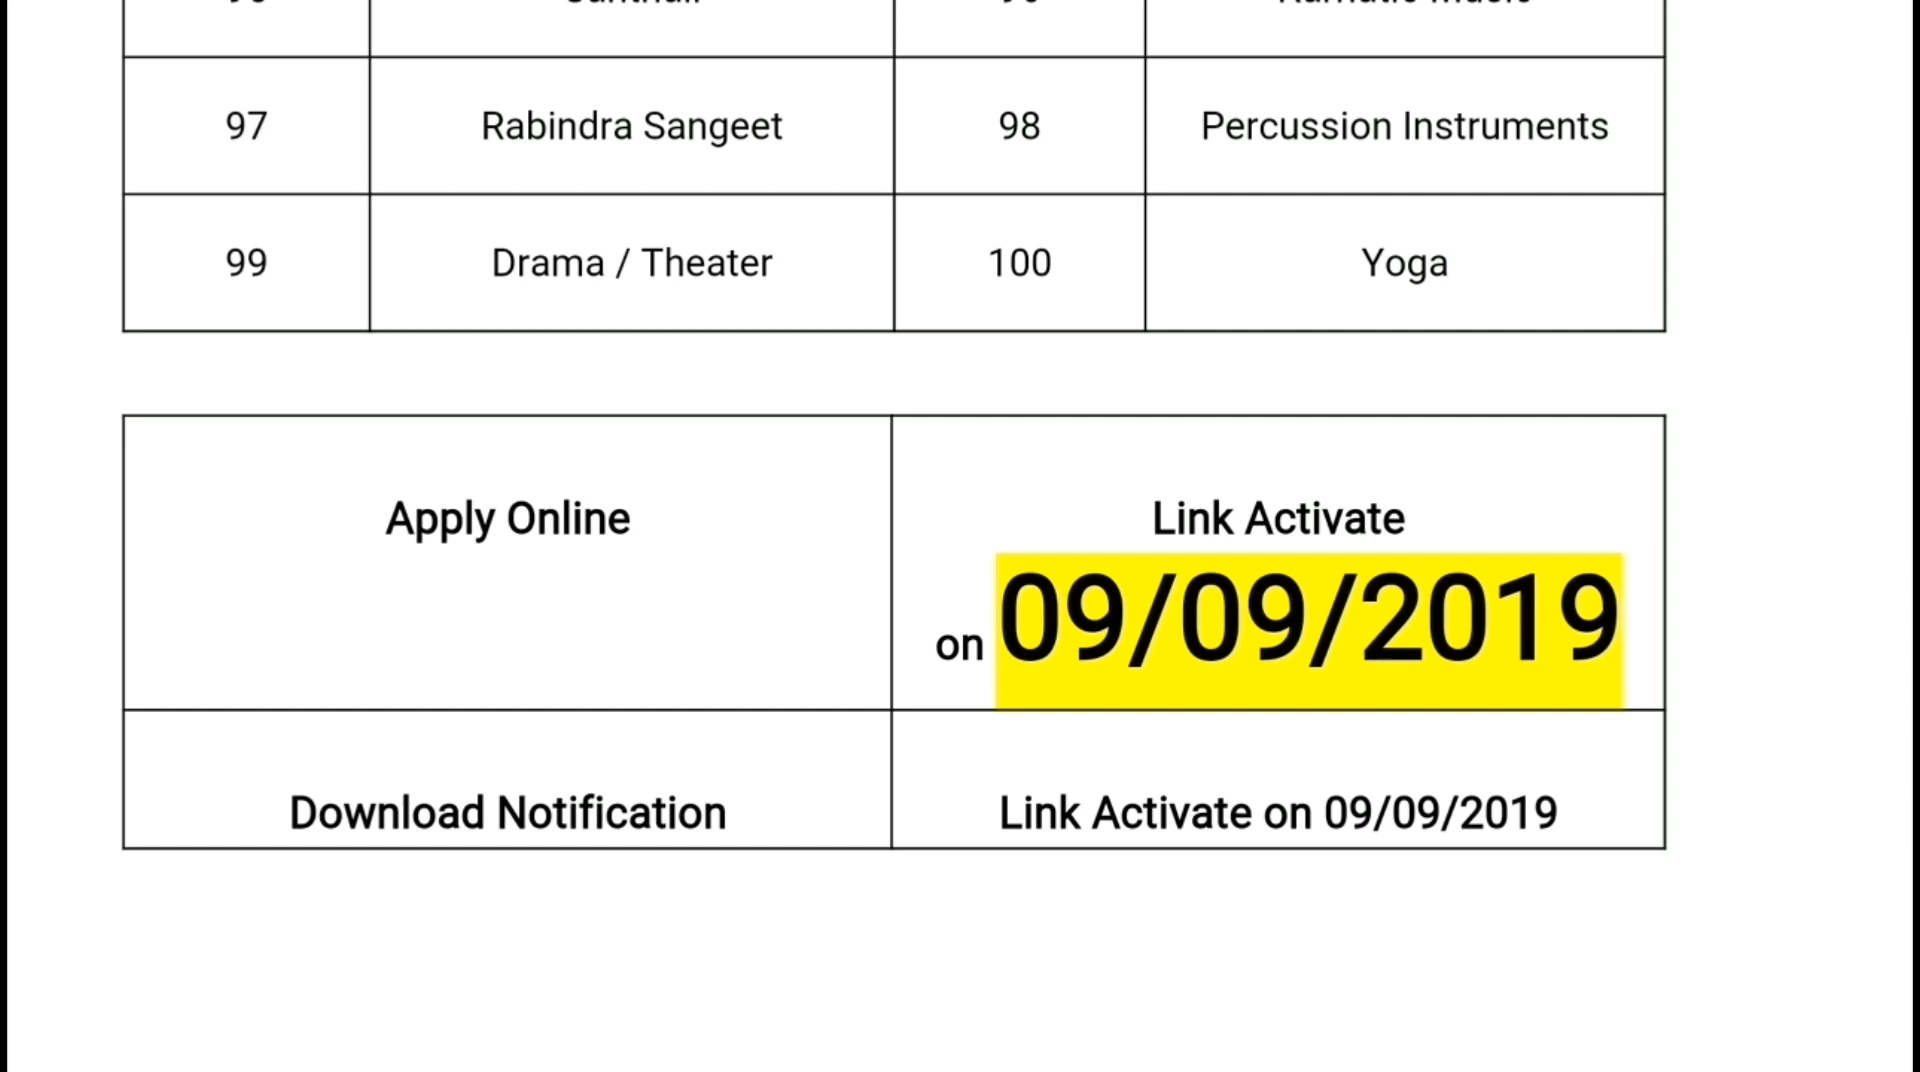 97 Rabindra Sangeet 98 Percussion Instruments
99 Drama / Theater 100 Yoga
Apply Online Link Activate
on 09/09/2019
Download Notification Link Activate on 09/09/2019